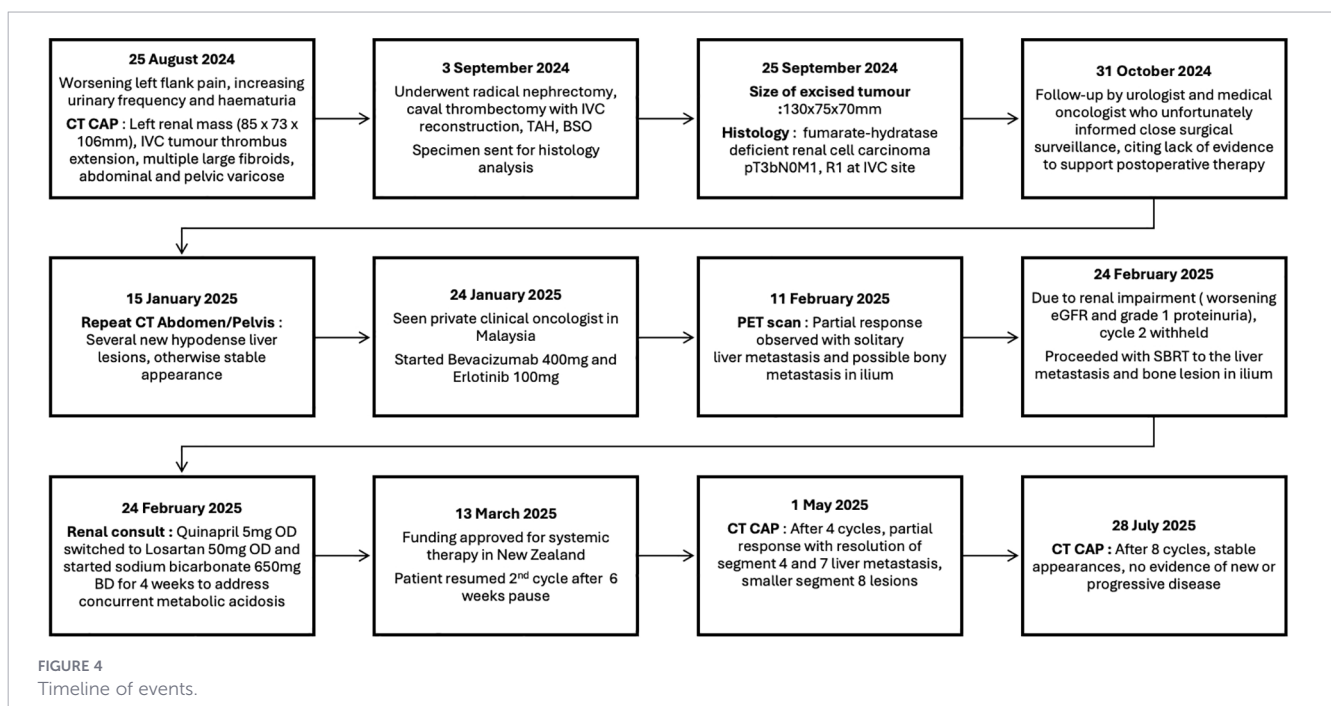 25 August 2024
Worsening left flank pain, increasing
urinary frequency and haematuria
CT CAP : Left renal mass (85 x 73 x
106mm), IVC tumour thrombus
extension, multiple large fibroids,
abdominal and pelvic varicose
3 September 2024
Underwent radical nephrectomy,
caval thrombectomy with IVC
reconstruction, TAH, BSO
Specimen sent for histology
analysis
25 September 2024
Size of excised tumour
:130x75x70mm
Histology : fumarate-hydratase
deficient renal cell carcinoma
pT3bN0M1, R1 at IVC site
31 October 2024
Follow-up by urologist and medical
oncologist who unfortunately
informed close surgical
surveillance, citing lack of evidence
to support postoperative therapy
15 January 2025
Repeat CT Abdomen/Pelvis :
Several new hypodense liver
lesions, otherwise stable
appearance
24 January 2025
Seen private clinical oncologist in
Malaysia
Started Bevacizumab 400mg and
Erlotinib 100mg
11 February 2025
PET scan : Partial response
observed with solitary
liver metastasis and possible bony
metastasis in ilium
24 February 2025
Due to renal impairment ( worsening
eGFR and grade 1 proteinuria),
cycle 2 withheld
Proceeded with SBRT to the liver
metastasis and bone lesion in ilium
24 February 2025
Renal consult : Quinapril 5mg OD
switched to Losartan 50mg OD and
started sodium bicarbonate 650mg
BD for 4 weeks to address
concurrent metabolic acidosis
13 March 2025
Funding approved for systemic
therapy in New Zealand
Patient resumed 2nd cycle after 6
weeks pause
1 May 2025
CT CAP : After 4 cycles, partial
response with resolution of
segment 4 and 7 liver metastasis,
smaller segment 8 lesions
28 July 2025
CT CAP : After 8 cycles, stable
appearances, no evidence of new or
progressive disease
FIGURE 4
Timeline of events.